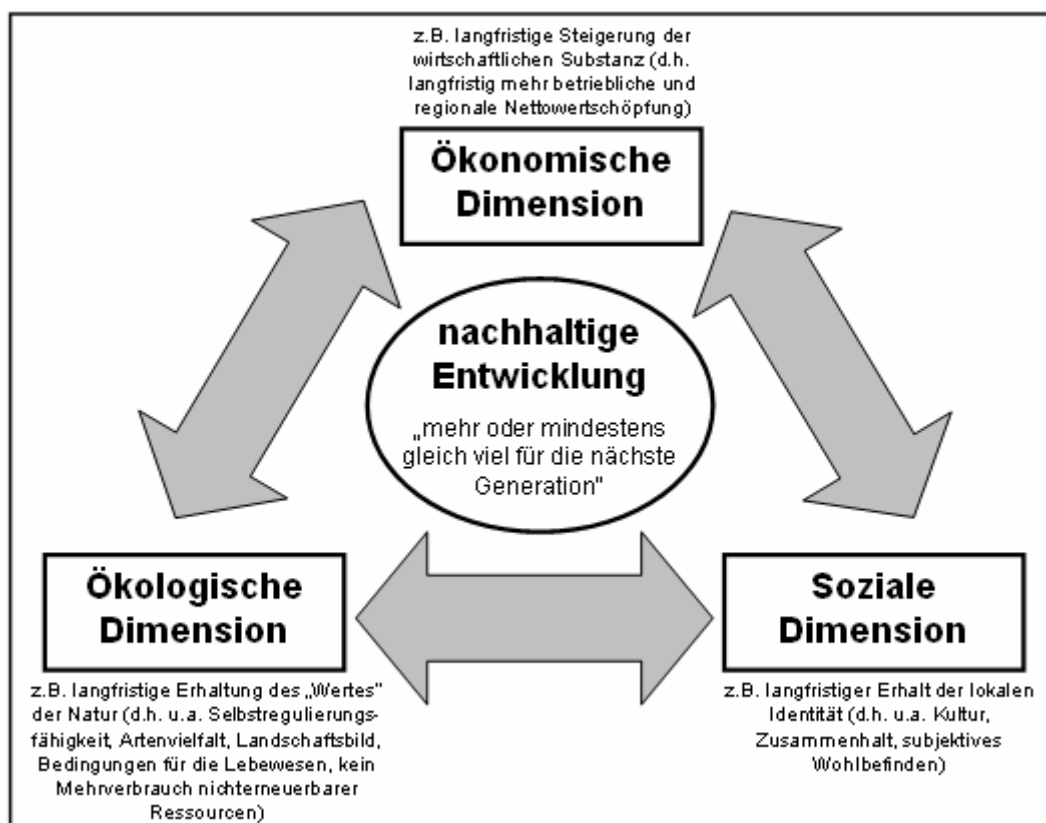 z.B. langfristige Steigerung der
wirtschaftlichen Substanz (d.h.
langfristig mehr betriebliche und
regionale Nettowertschöpfung)
Ökonomische
Dimension
nachhaltige
Entwicklung
„mehr oder mindestens
gleich viel für die nächste
Generation"
Ökologische
Dimension
z.B. langfristige Erhaltung des „Wertes"
der Natur (d.h. u.a. Selbstregulierungs-
fähigkeit, Artenvielfalt, Landschaftsbild,
Bedingungen für die Lebewesen, kein
Mehrverbrauch nichterneuerbarer
Ressourcen)
Soziale
Dimension
z.B. langfristiger Erhalt der lokalen
Identität (d.h. u.a. Kultur,
Zusammenhalt, subjektives
Wohlbefinden)